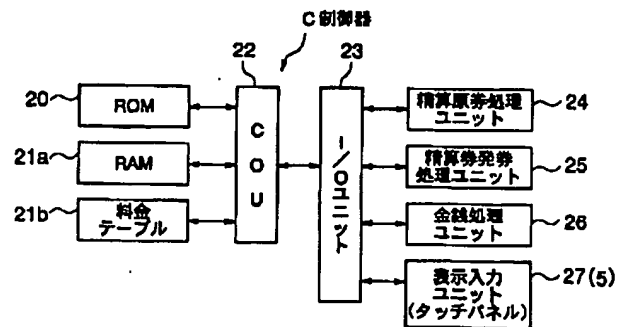 C 制御器
22
23
20
ROM
21a
RAM
21b
料金
テーブル
C
O
U
I/Oユニット
精算原券処理
ユニット
24
精算券発券
処理ユニット
25
金銭処理
ユニット
26
表示入力
ユニット
(タッチパネル)
27(5)